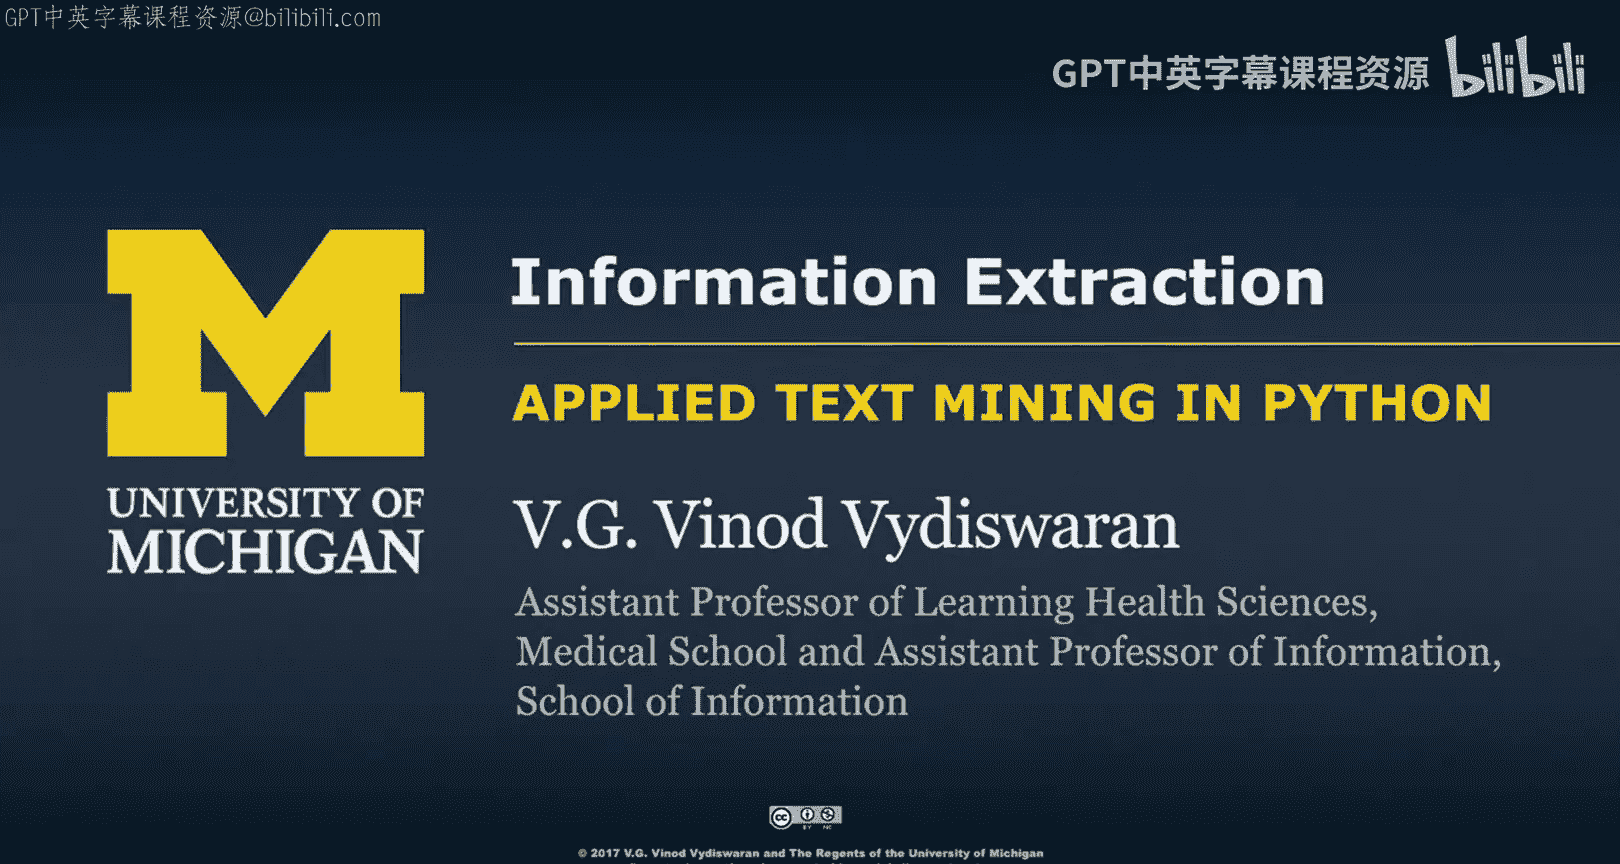 GPT中英字幕课程资源@bilibili.com
GPT中英字幕课程资源 bilibili
Information Extraction
APPLIED TEXT MINING IN PYTHON
UNIVERSITY OF
MICHIGAN
V.G. Vinod Vydiswaran
Assistant Professor of Learning Health Sciences,
Medical School and Assistant Professor of Information,
School of Information
cc
BY NC
© 2017 V.G. Vinod Vydiswaran and The Regents of the University of Michigan